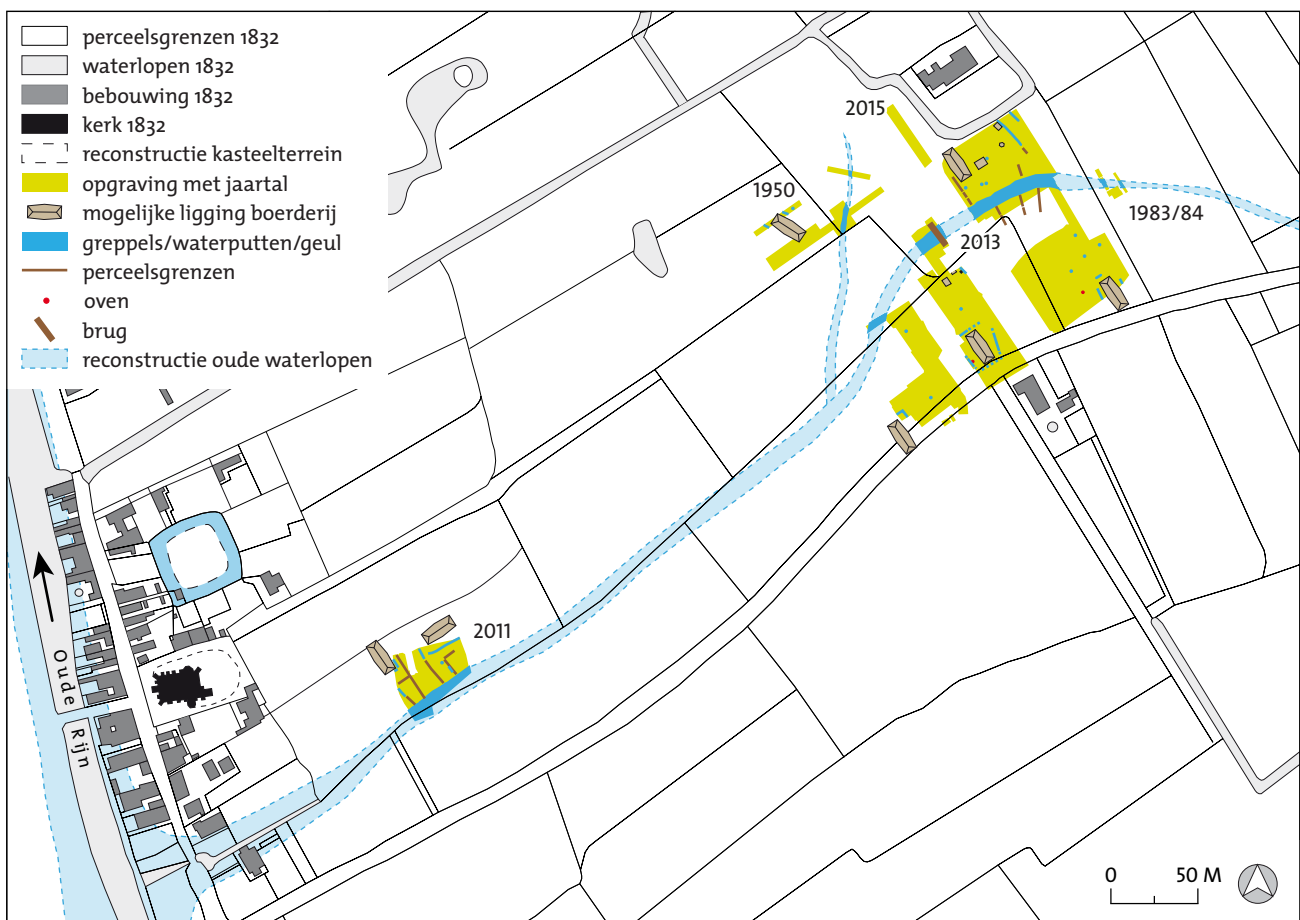 perceelsgrenzen 1832
waterlopen 1832
bebouwing 1832
kerk 1832
reconstructie kasteelterrein
opgraving met jaartal
mogelijke ligging boerderij
greppels/waterputten/geul
perceelsgrenzen
oven
brug
reconstructie oude waterlopen
2015
1950
1983/84
2013
2011
Oude
Rijn
0 50 M